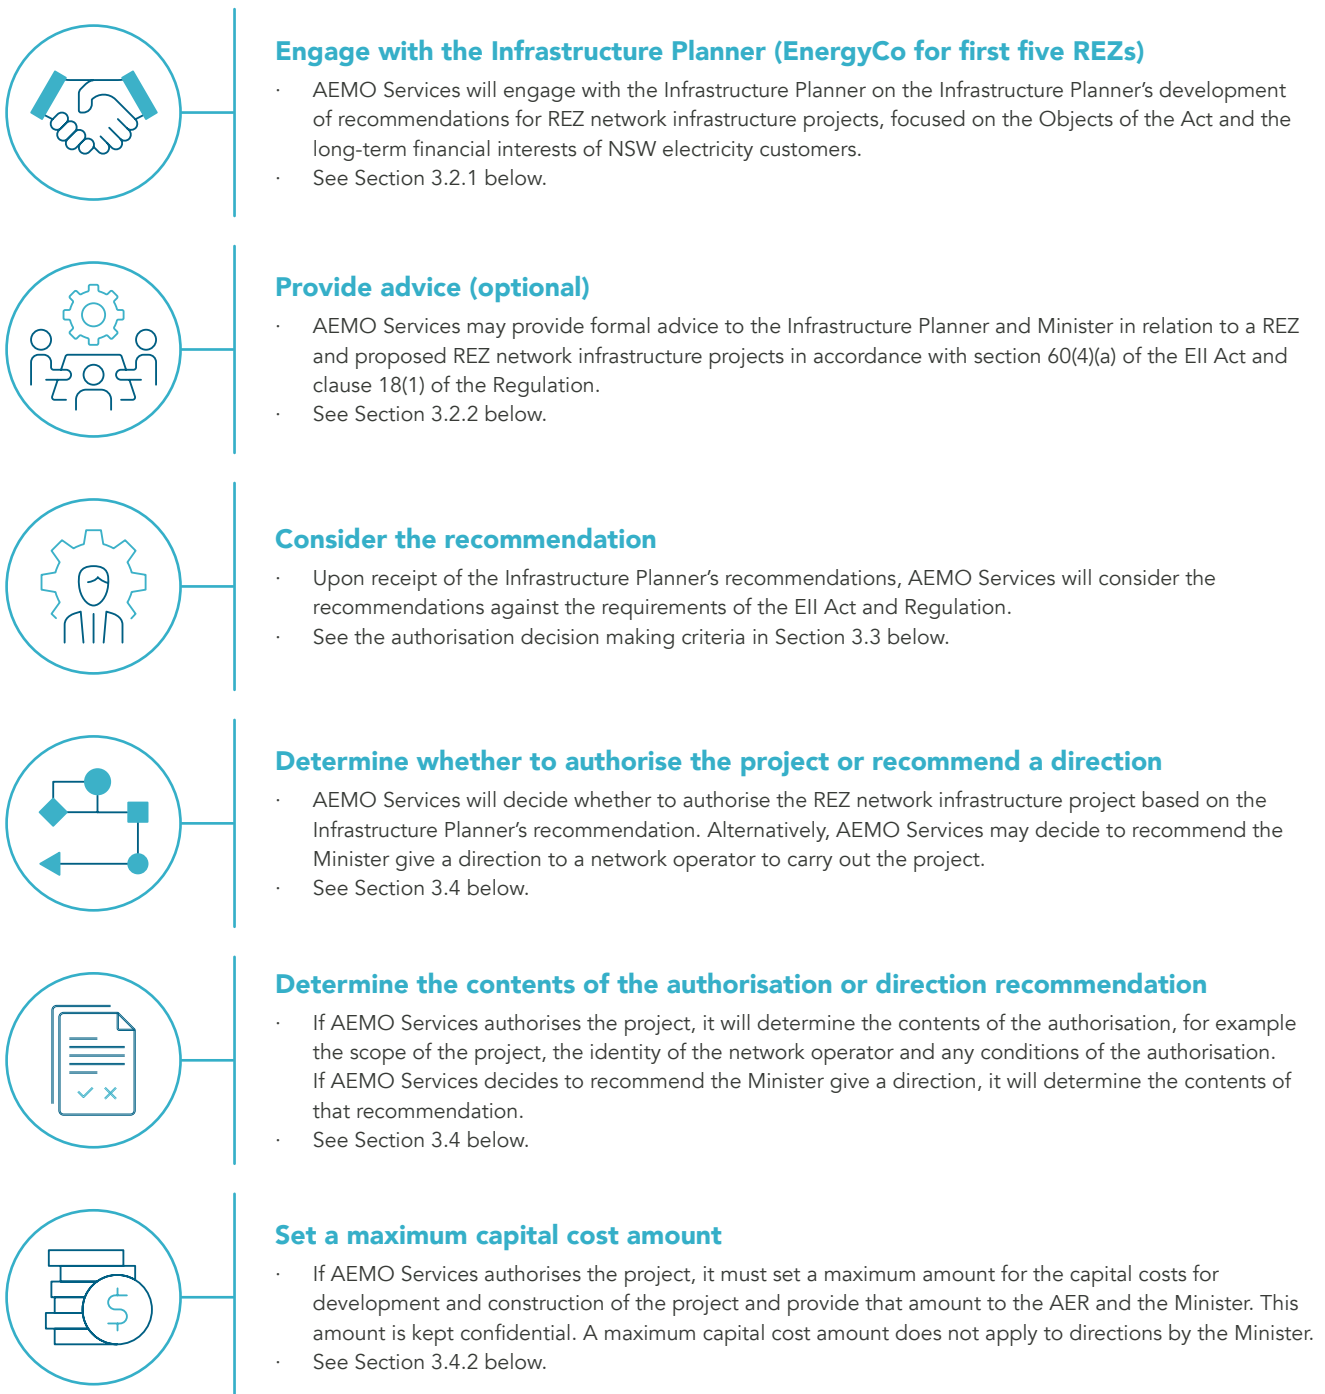 Engage with the Infrastructure Planner (EnergyCo for first five REZs)
· AEMO Services will engage with the Infrastructure Planner on the Infrastructure Planner's development
of recommendations for REZ network infrastructure projects, focused on the Objects of the Act and the
long-term financial interests of NSW electricity customers.
· See Section 3.2.1 below.
Provide advice (optional)
· AEMO Services may provide formal advice to the Infrastructure Planner and Minister in relation to a REZ
and proposed REZ network infrastructure projects in accordance with section 60(4)(a) of the EII Act and
clause 18(1) of the Regulation.
· See Section 3.2.2 below.
Consider the recommendation
· Upon receipt of the Infrastructure Planner's recommendations, AEMO Services will consider the
recommendations against the requirements of the EII Act and Regulation.
· See the authorisation decision making criteria in Section 3.3 below.
Determine whether to authorise the project or recommend a direction
· AEMO Services will decide whether to authorise the REZ network infrastructure project based on the
Infrastructure Planner's recommendation. Alternatively, AEMO Services may decide to recommend the
Minister give a direction to a network operator to carry out the project.
· See Section 3.4 below.
Determine the contents of the authorisation or direction recommendation
· If AEMO Services authorises the project, it will determine the contents of the authorisation, for example
the scope of the project, the identity of the network operator and any conditions of the authorisation.
If AEMO Services decides to recommend the Minister give a direction, it will determine the contents of
that recommendation.
· See Section 3.4 below.
$
Set a maximum capital cost amount
· If AEMO Services authorises the project, it must set a maximum amount for the capital costs for
development and construction of the project and provide that amount to the AER and the Minister. This
amount is kept confidential. A maximum capital cost amount does not apply to directions by the Minister.
· See Section 3.4.2 below.